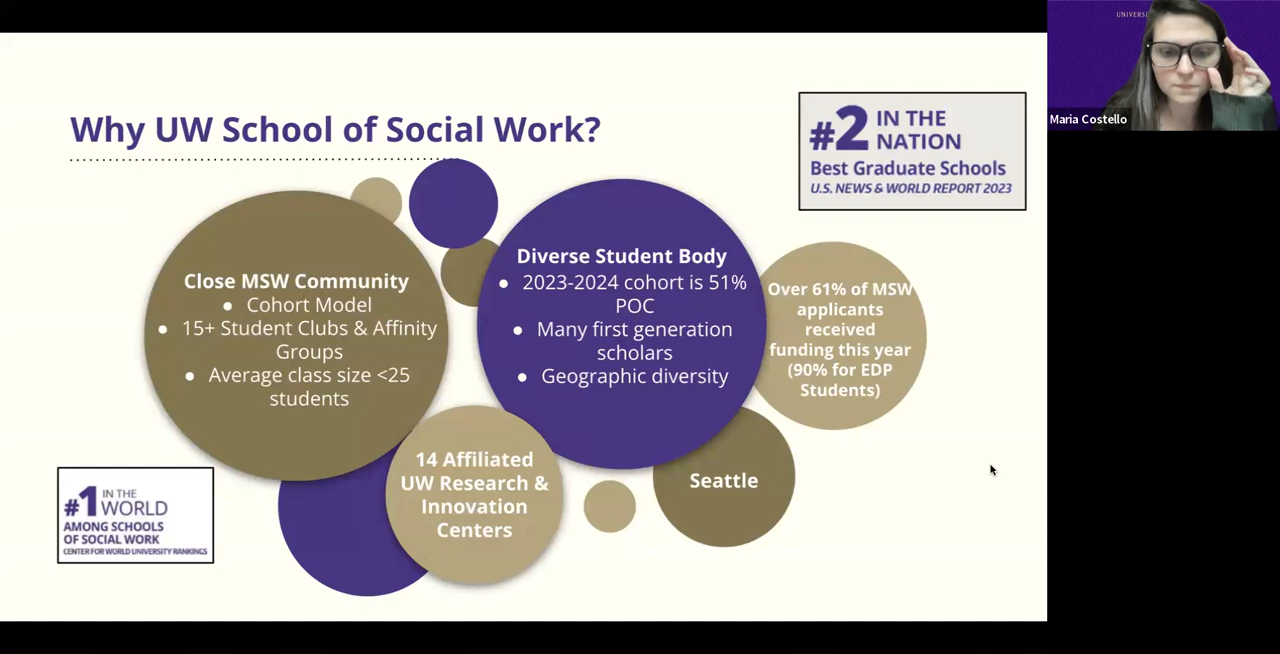 Why UW School of Social Work?
#2 IN THE
NATION
Best Graduate Schools
U.S. NEWS & WORLD REPORT 2023
Close MSW Community
● Cohort Model
● 15+ Student Clubs & Affinity
Groups
● Average class size <25
students
Diverse Student Body
● 2023-2024 cohort is 51%
POC
● Many first generation
scholars
● Geographic diversity
Over 61% of MSW
applicants
received
funding this year
(90% for EDP
Students)
14 Affiliated
UW Research &
Innovation
Centers
Seattle
#1 IN THE
WORLD
AMONG SCHOOLS
OF SOCIAL WORK
CENTER FOR WORLD UNIVERSITY RANKINGS
Maria Costello